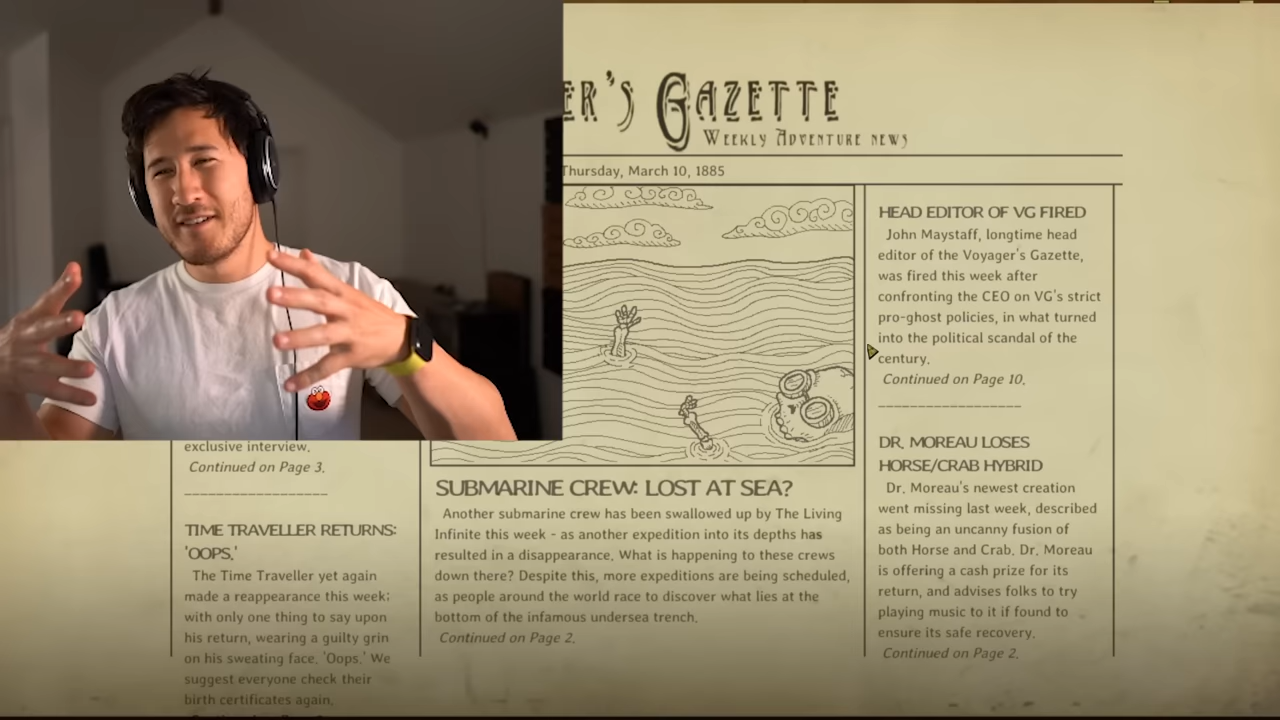 ER'S GAZETTE
WEEKLY ADVENTURE NEWS
Thursday, March 10, 1885
exclusive interview.
Continued on Page 3.
TIME TRAVELLER RETURNS:
'OOPS.'
The Time Traveller yet again
made a reappearance this week;
with only one thing to say upon
his return, wearing a guilty grin
on his sweating face. 'Oops.' We
suggest everyone check their
birth certificates again,
SUBMARINE CREW: LOST AT SEA?
Another submarine crew has been swallowed up by The Living
Infinite this week - as another expedition into its depths has
resulted in a disappearance. What is happening to these crews
down there? Despite this, more expeditions are being scheduled,
as people around the world race to discover what lies at the
bottom of the infamous undersea trench.
Continued on Page 2.
HEAD EDITOR OF VG FIRED
John Maystaff, longtime head
editor of the Voyager's Gazette,
was fired this week after
confronting the CEO on VG's strict
pro-ghost policies, in what turned
into the political scandal of the
century.
Continued on Page 10.
DR. MOREAU LOSES
HORSE/CRAB HYBRID
Dr. Moreau's newest creation
went missing last week, described
as being an uncanny fusion of
both Horse and Crab. Dr. Moreau
is offering a cash prize for its
return, and advises folks to try
playing music to it if found to
ensure its safe recovery.
Continued on Page 2.